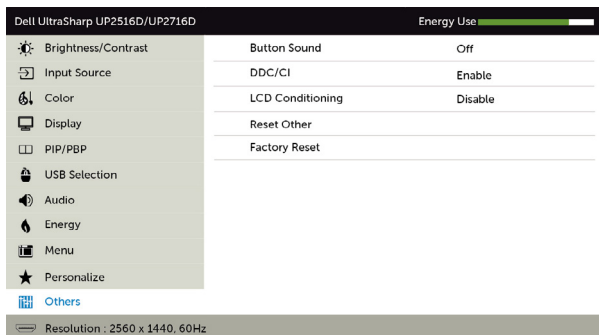 Dell UltraSharp UP2516D/UP2716D Energy Use
Brightness/Contrast Button Sound Off
Input Source DDC/CI Enable
Color LCD Conditioning Disable
Display Reset Other
PIP/PBP Factory Reset
USB Selection
Audio
Energy
Menu
Personalize
Others
Resolution : 2560 x 1440, 60Hz